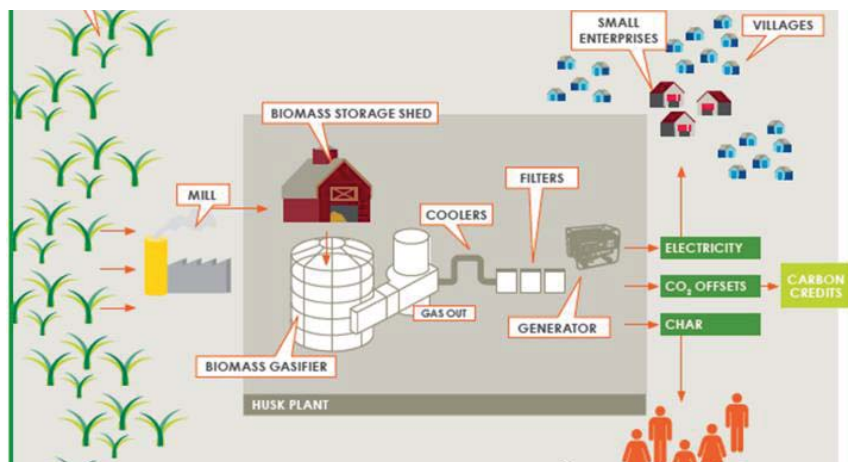 SMALL
ENTERPRISES
VILLAGES
BIOMASS STORAGE SHED
MILL
FILTERS
COOLERS
ELECTRICITY
CO₂ OFFSETS
CARBON
CREDITS
GAS OUT
GENERATOR
CHAR
BIOMASS GASIFIER
HUSK PLANT